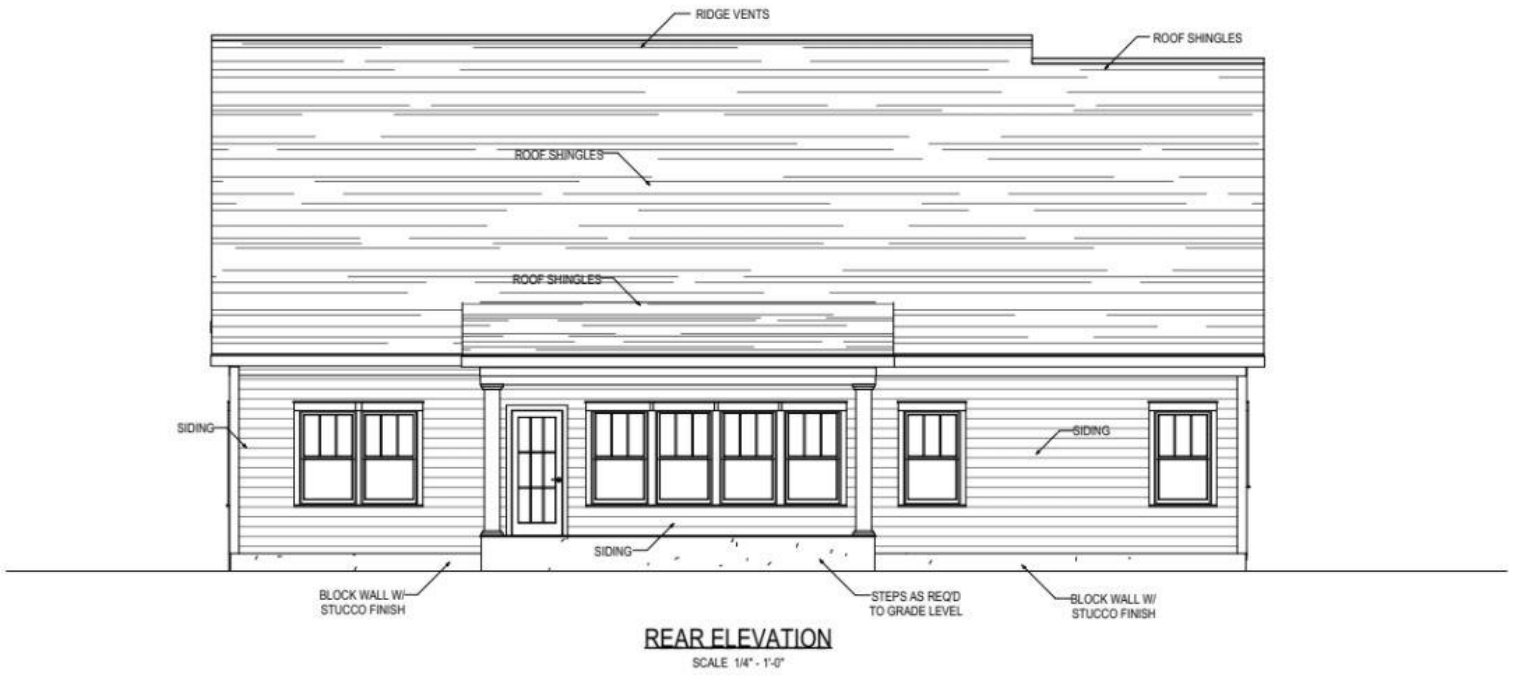 RIDGE VENTS
ROOF SHINGLES
ROOF SHINGLES
ROOF SHINGLES
SIDING
SIDING
SIDING
BLOCK WALL W/
STUCCO FINISH
STEPS AS REQ'D
TO GRADE LEVEL
BLOCK WALL W/
STUCCO FINISH
REAR ELEVATION
SCALE 1/4" - 1'-0"